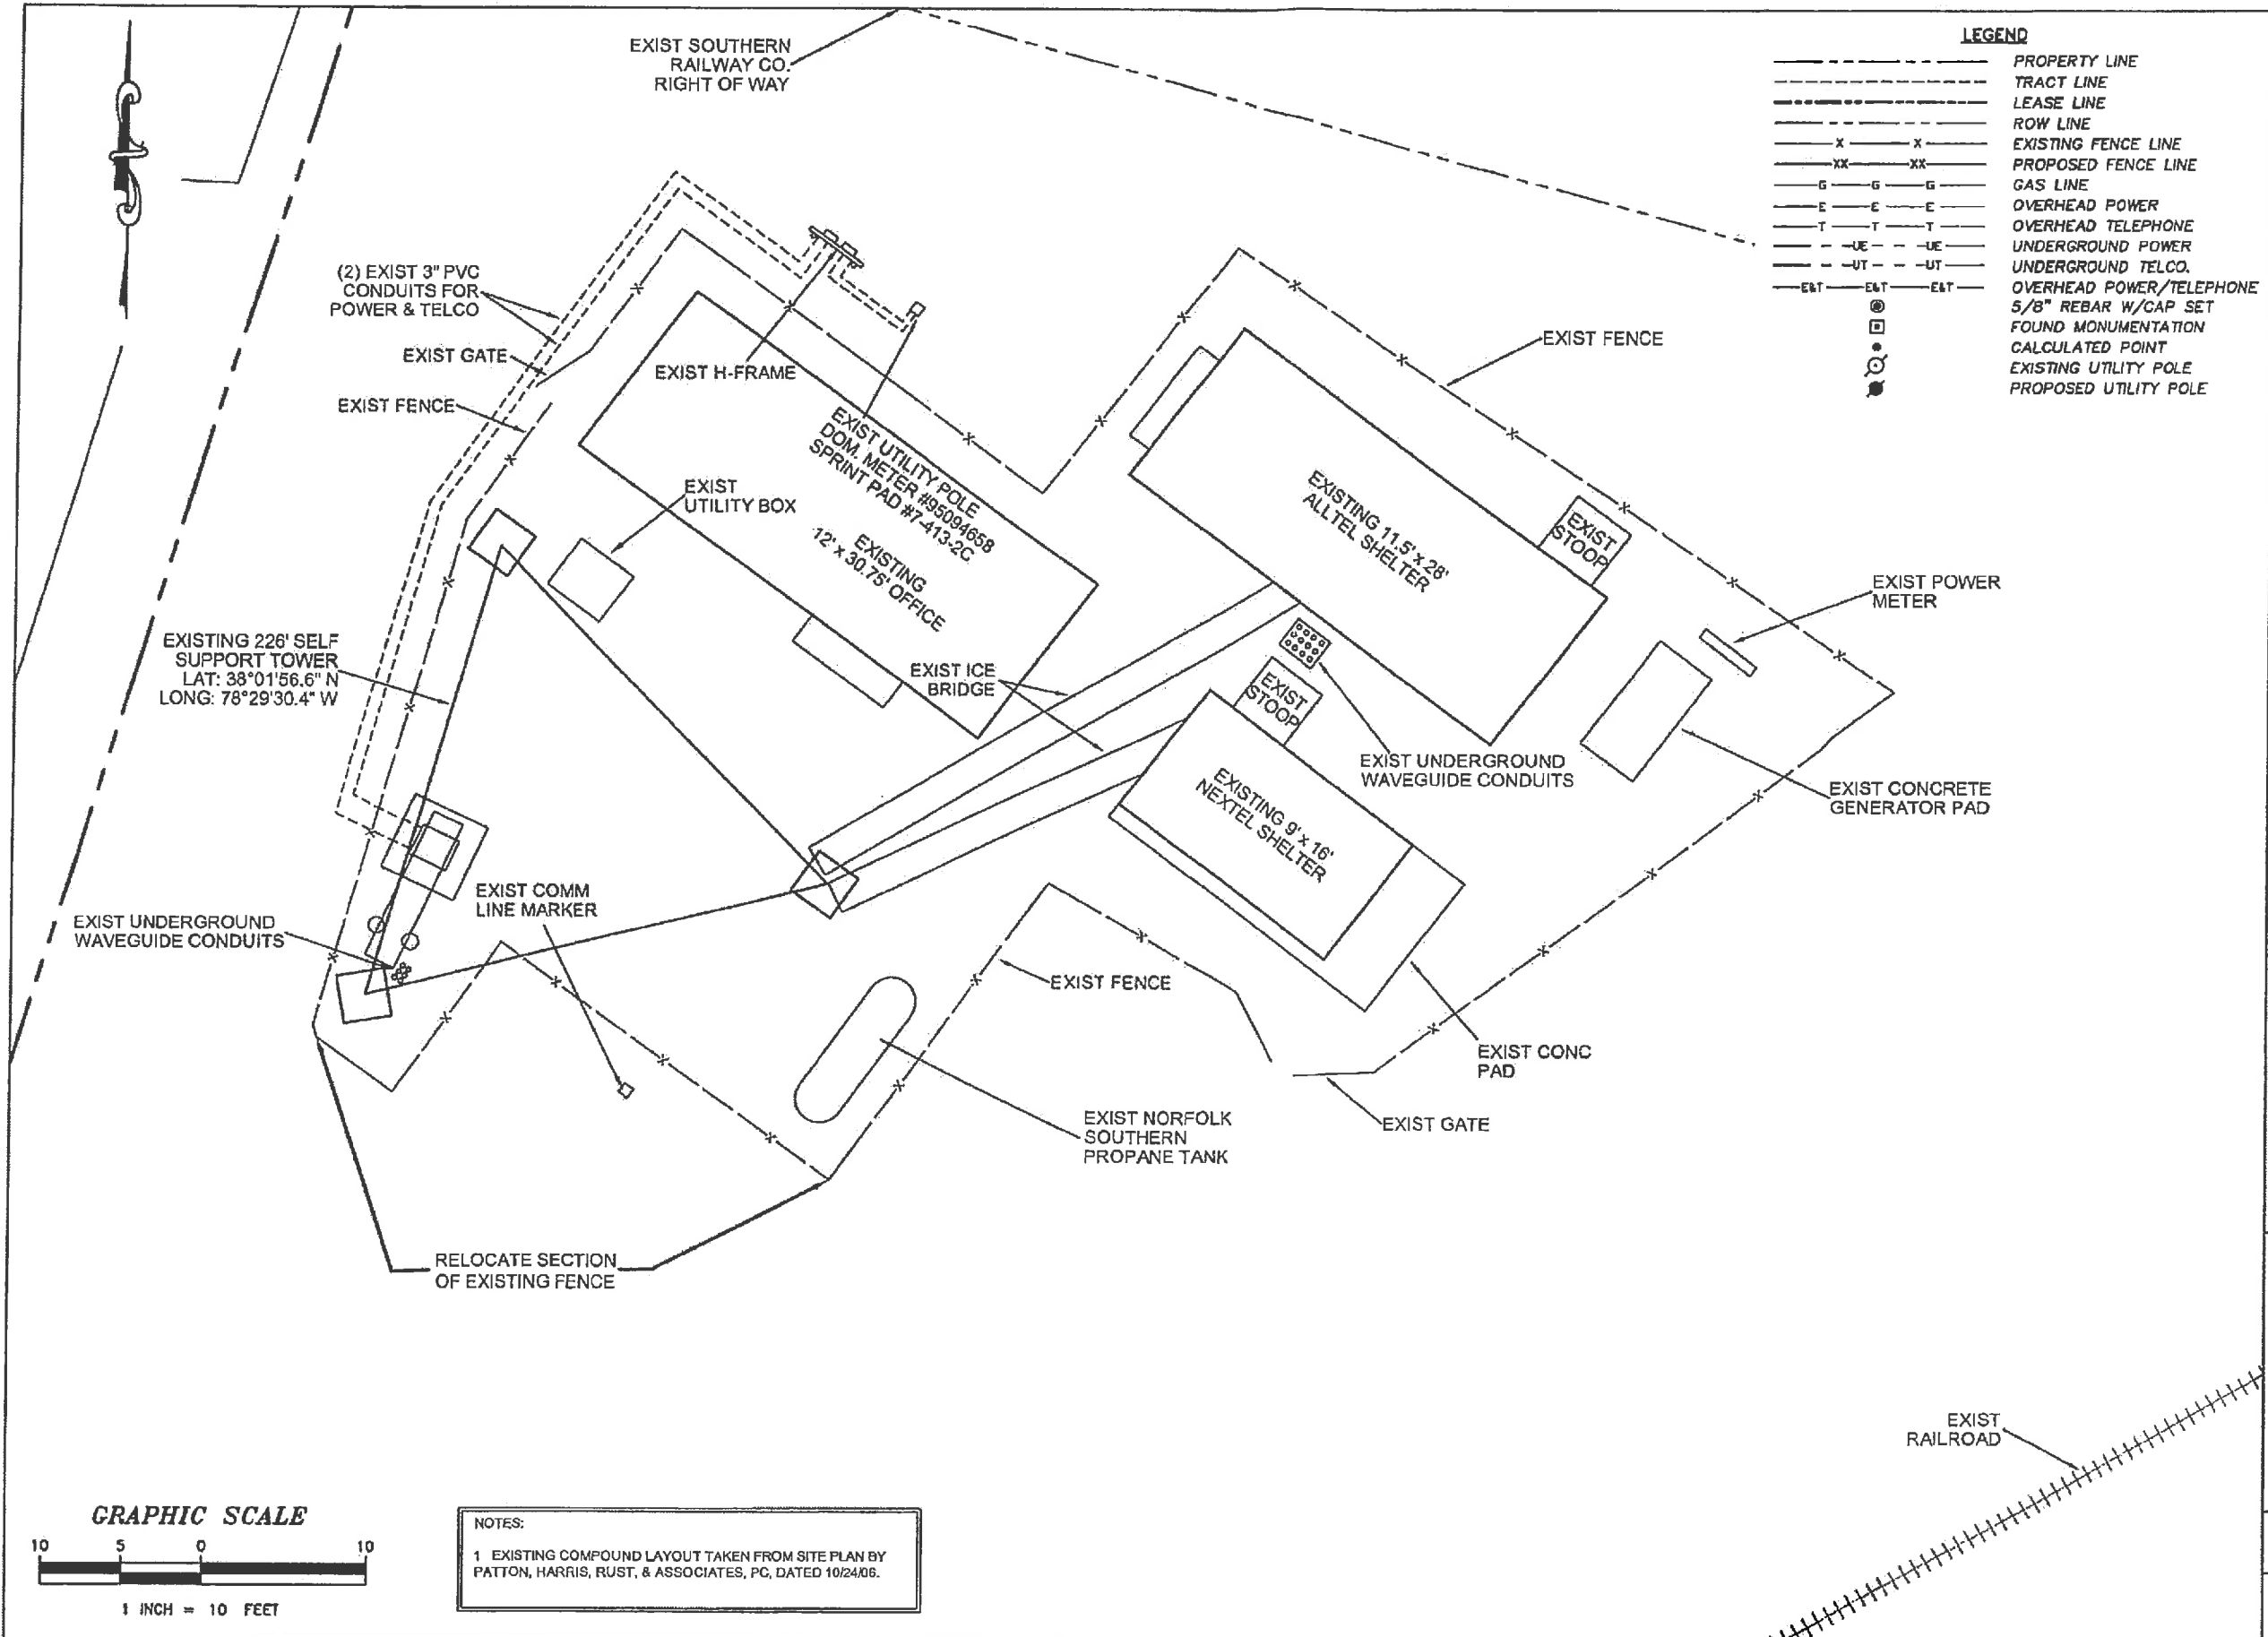 EXIST SOUTHERN
RAILWAY CO.
RIGHT OF WAY
LEGEND
PROPERTY LINE
TRACT LINE
LEASE LINE
ROW LINE
X X
EXISTING FENCE LINE
XX XX
PROPOSED FENCE LINE
G G G
GAS LINE
E E E
OVERHEAD POWER
T T T
OVERHEAD TELEPHONE
UE UE
UNDERGROUND POWER
UT UT
UNDERGROUND TELCO.
E&T E&T E&T
OVERHEAD POWER/TELEPHONE
5/8" REBAR W/CAP SET
FOUND MONUMENTATION
CALCULATED POINT
EXISTING UTILITY POLE
PROPOSED UTILITY POLE
(2) EXIST 3" PVC
CONDUITS FOR
POWER & TELCO
EXIST GATE
EXIST FENCE
EXIST H-FRAME
EXIST FENCE
EXIST UTILITY POLE
DOM. METER #95094658
SPRINT PAD #7-413-2C
EXIST
UTILITY BOX
EXISTING
12' x 30.75' OFFICE
EXISTING 11.5' x 28'
ALLTEL SHELTER
EXIST
STOOP
EXIST POWER
METER
EXISTING 226' SELF
SUPPORT TOWER
LAT: 38°01'56.6" N
LONG: 78°29'30.4" W
EXIST ICE
BRIDGE
EXIST
STOOP
EXIST UNDERGROUND
WAVEGUIDE CONDUITS
EXISTING 9' x 16'
NEXTEL SHELTER
EXIST CONCRETE
GENERATOR PAD
EXIST COMM
LINE MARKER
EXIST UNDERGROUND
WAVEGUIDE CONDUITS
EXIST FENCE
EXIST CONC
PAD
EXIST NORFOLK
SOUTHERN
PROPANE TANK
EXIST GATE
RELOCATE SECTION
OF EXISTING FENCE
EXIST
RAILROAD
GRAPHIC SCALE
10 5 0 10
1 INCH = 10 FEET
NOTES:
1 EXISTING COMPOUND LAYOUT TAKEN FROM SITE PLAN BY
PATTON, HARRIS, RUST, & ASSOCIATES, PC, DATED 10/24/06.